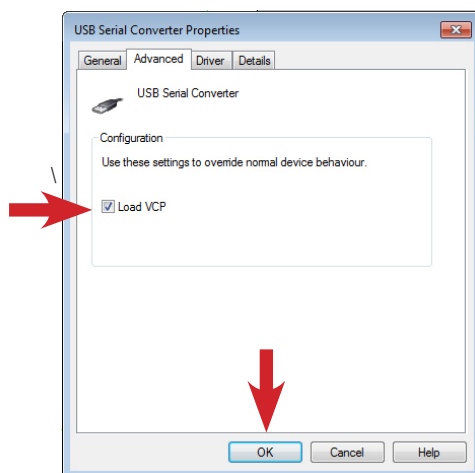 USB Serial Converter Properties
General Advanced Driver Details
USB Serial Converter
Configuration
Use these settings to override normal device behaviour.
\
Load VCP
OK Cancel Help